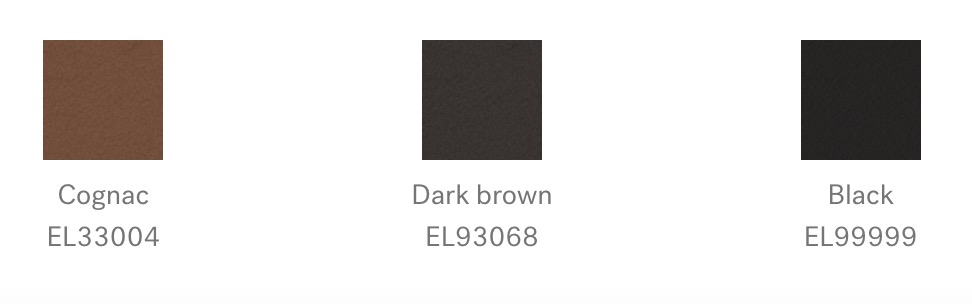 Cognac
EL33004
Dark brown
EL93068
Black
EL99999